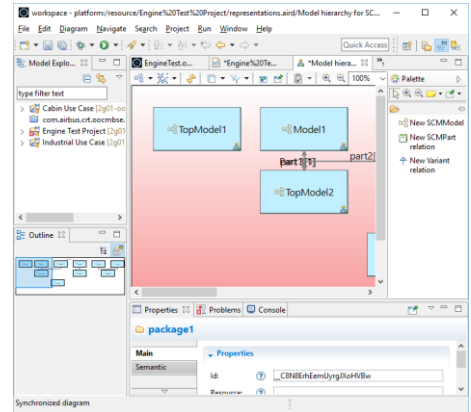 workspace - platform/resource/Engine%20Test%20Project/representations.aird/Model hierarchy for SC...
File Edit Diagram Navigate Search Project Run Window Help
Quick Access
Model Explo...
EngineTest.o...
*Engine%20Te...
*Model hiera...
Palette
100%
type filter text
Cabin Use Case [2g01-oo
com.airbus.crt.oocmbse.
Engine Test Project [2g01
Industrial Use Case [2g01
TopModel1
Model1
part2[
TopModel2
New SCMModel
New SCMPart
relation
New Variant
relation
Outline
Properties
Problems
Console
package1
Main
Semantic
Properties
Id:
Resource:
Synchronized diagram